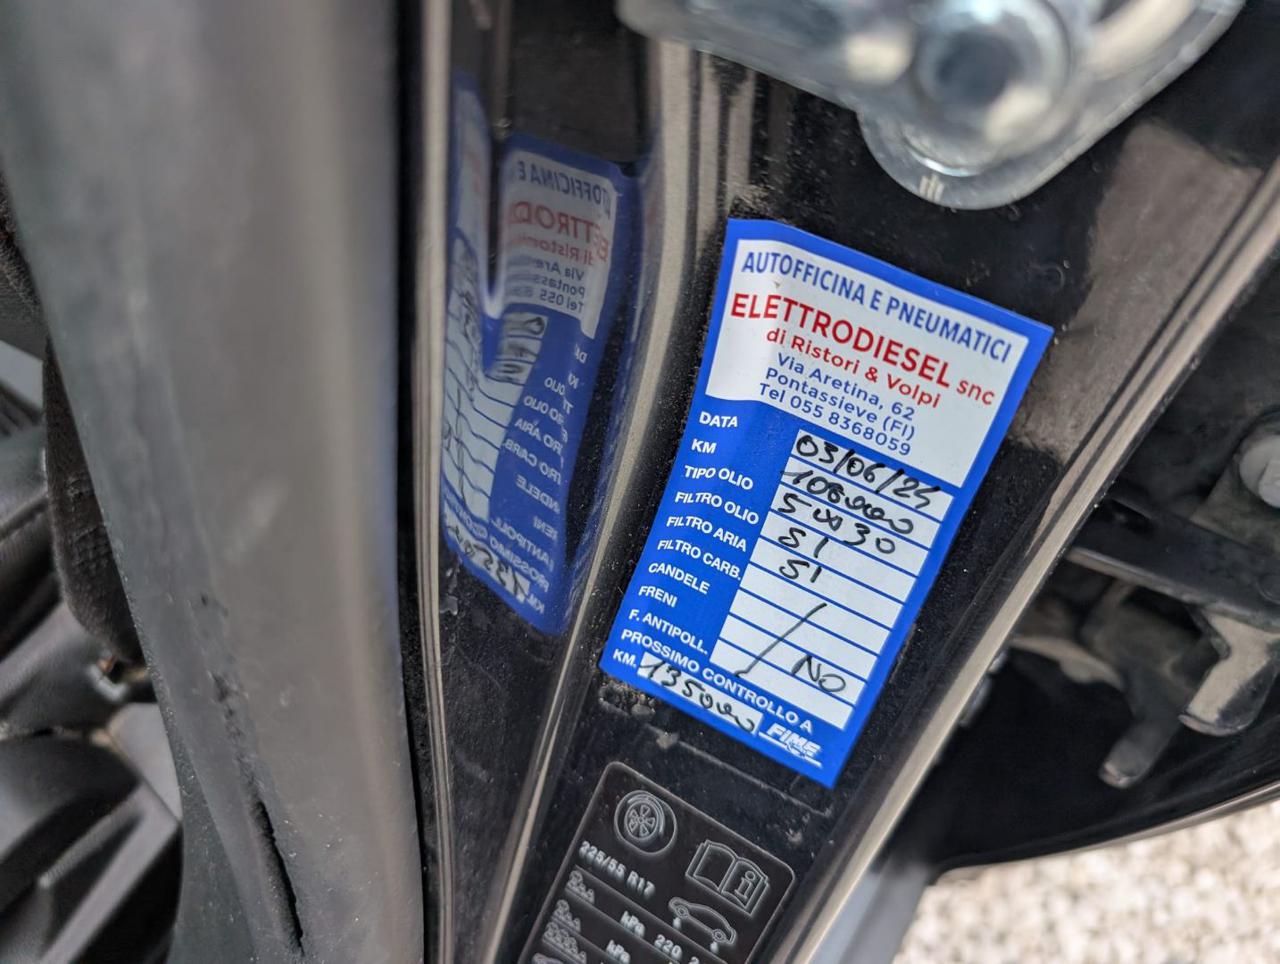 AUTOFFICINA E PNEUMATICI
ELETTRODIESEL snc
di Ristori & Volpi
Via Aretina, 62
Pontassieve (FI)
Tel 055 8368059
DATA 03/06/24
KM 108000
TIPO OLIO 5W30
FILTRO OLIO SI
FILTRO ARIA SI
FILTRO CARB.
CANDELE
FRENI
F. ANTIPOLL. NO
PROSSIMO CONTROLLO A
KM. 135000
FIME
225/55 R17
kPa 220
kPa